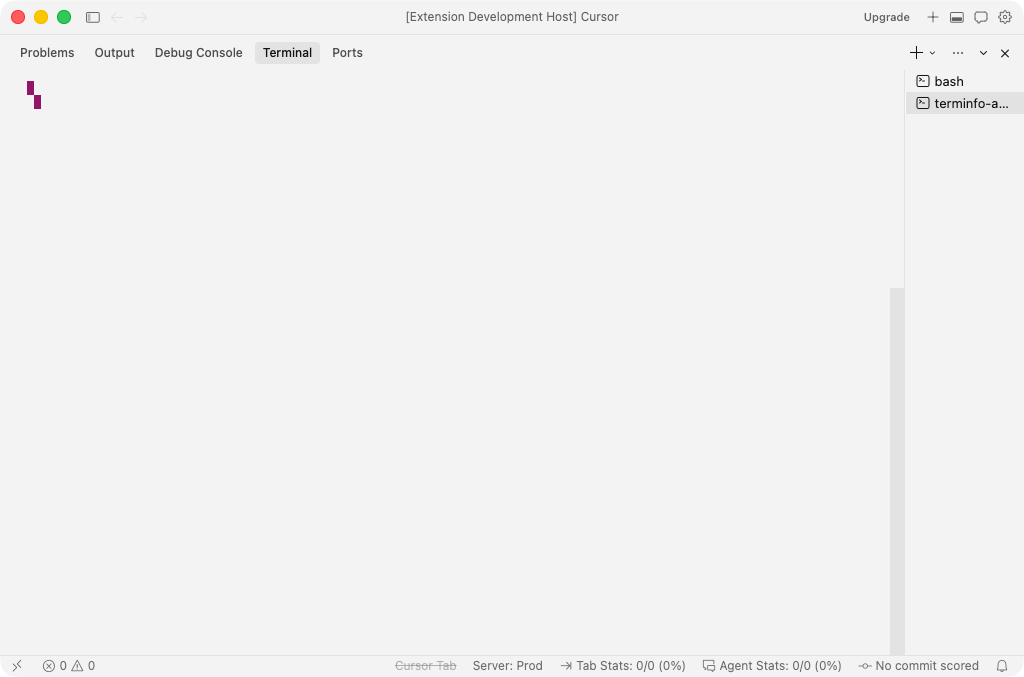 [Extension Development Host] Cursor
Upgrade
Problems Output Debug Console Terminal Ports
bash
terminfo-a...
0 0 Cursor Tab Server: Prod Tab Stats: 0/0 (0%) Agent Stats: 0/0 (0%) No commit scored